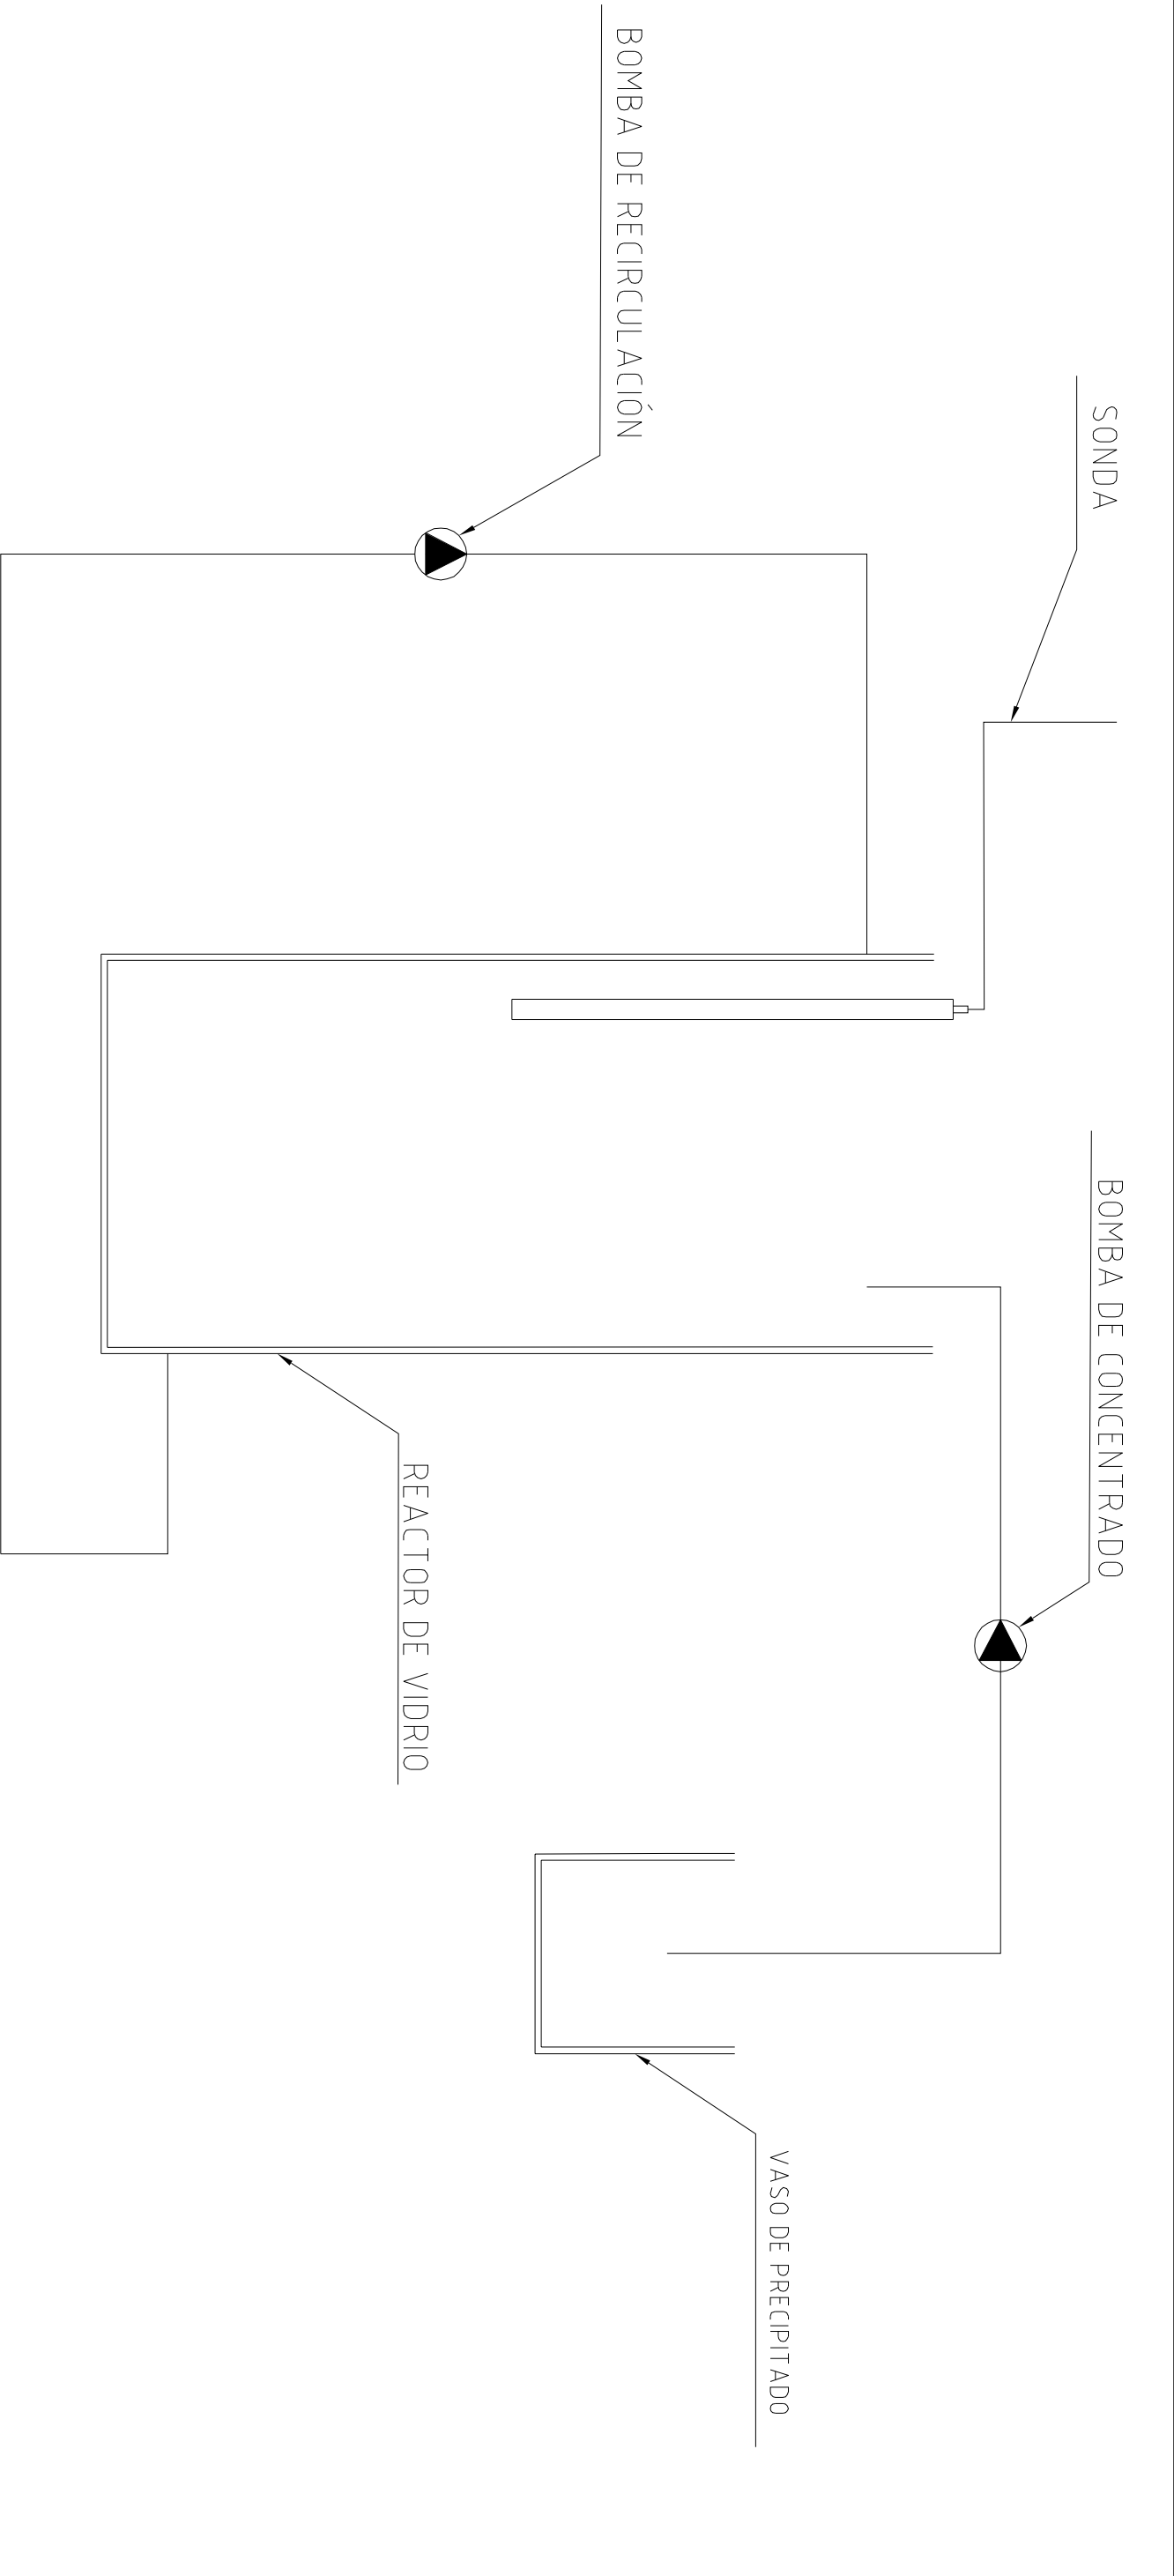 SONDA
BOMBA DE CONCENTRADO
BOMBA DE RECIRCULACIÓN
VASO DE PRECIPITADO
REACTOR DE VIDRIO